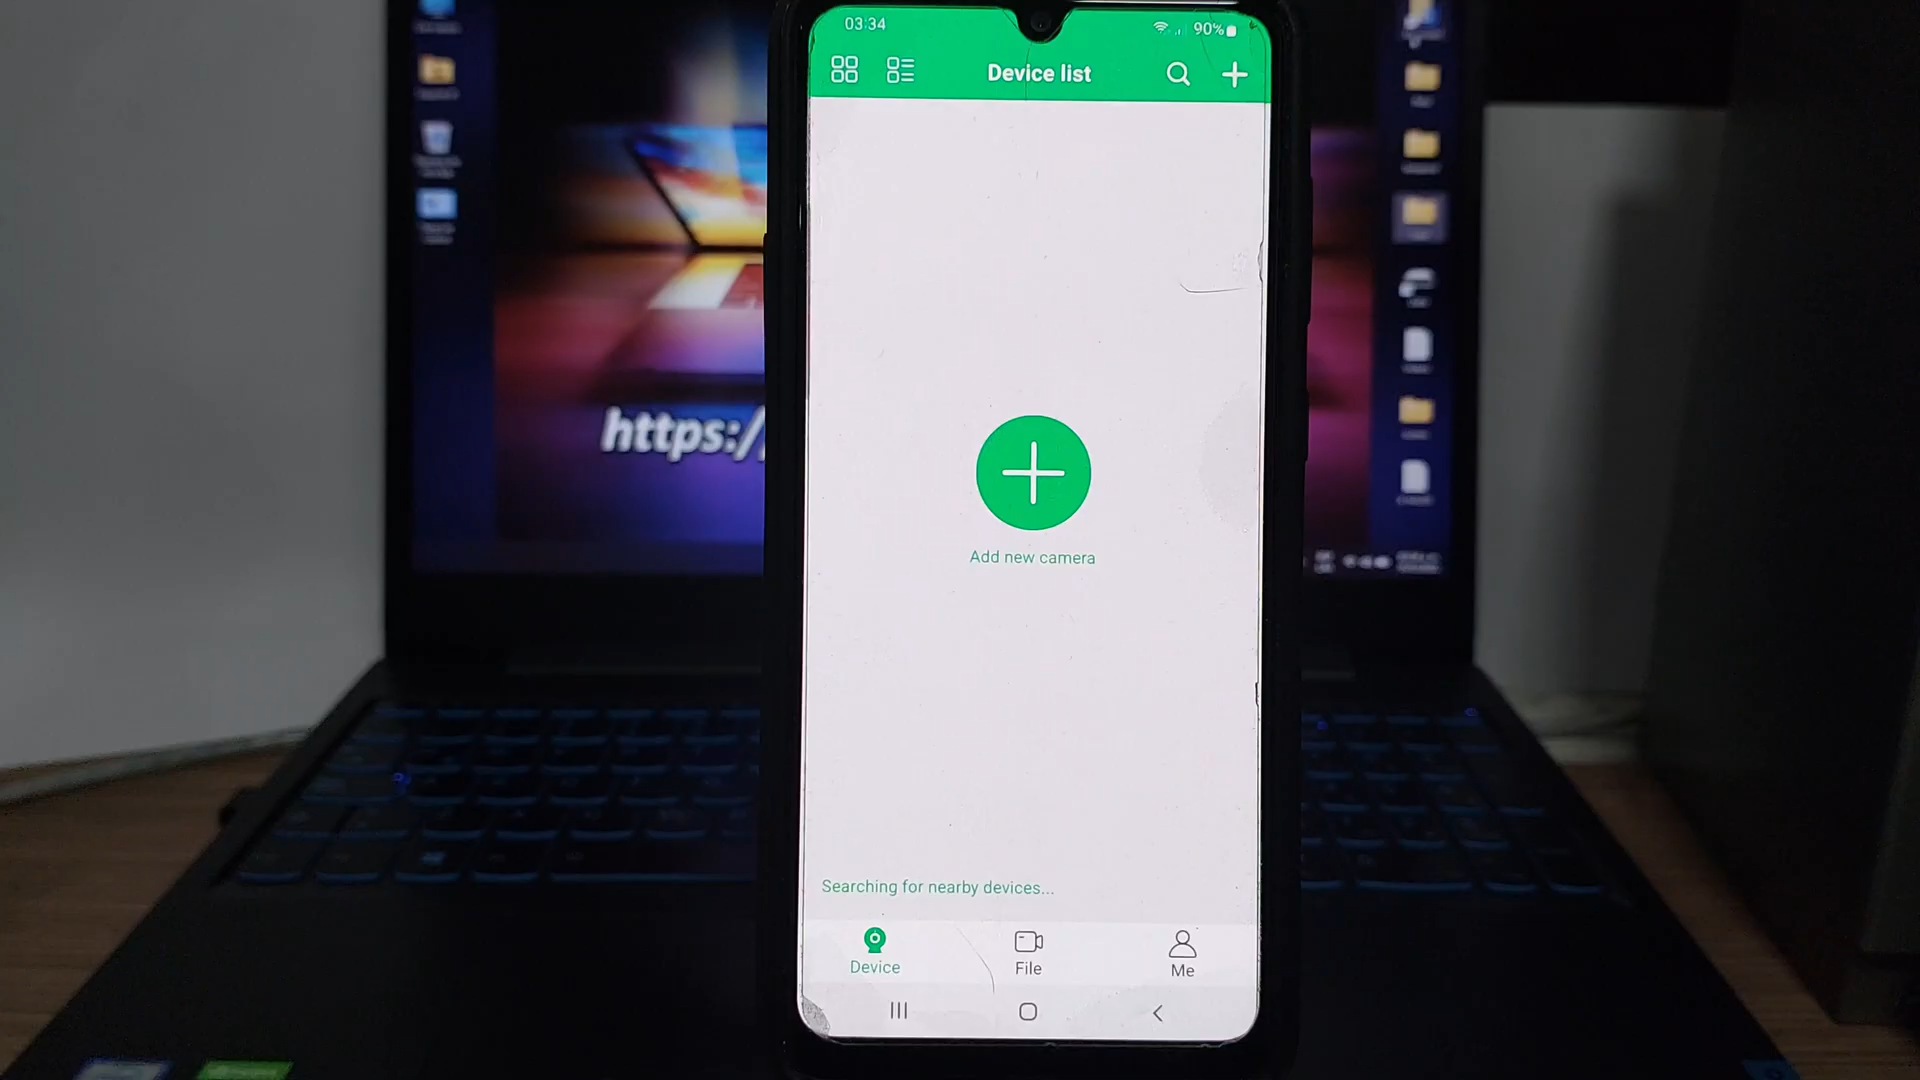 03:34
90%
Device list
https:/
Add new camera
Searching for nearby devices...
Device
File
Me